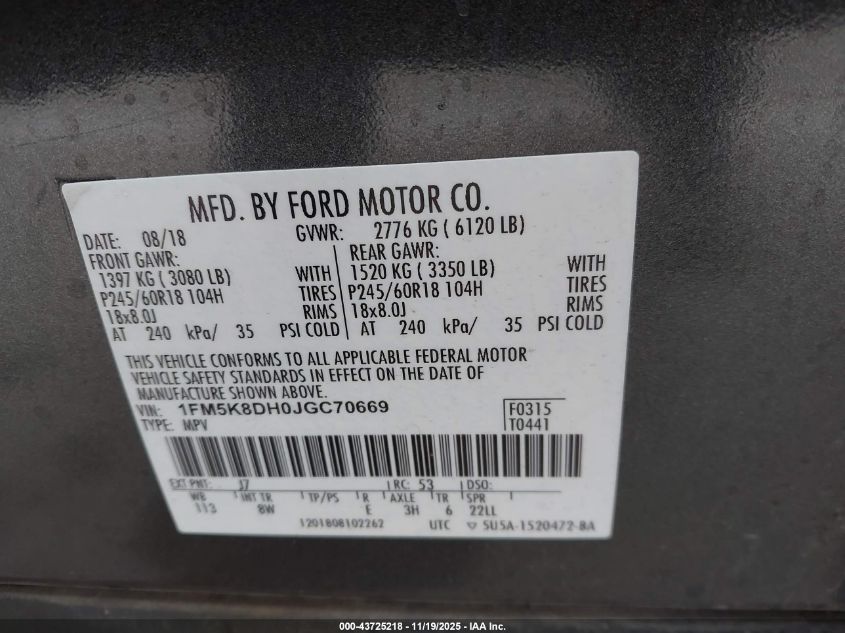 MFD. BY FORD MOTOR CO.
DATE: 08/18 GVWR: 2776 KG ( 6120 LB)
FRONT GAWR: REAR GAWR:
1397 KG ( 3080 LB) WITH 1520 KG ( 3350 LB) WITH
P245/60R18 104H TIRES P245/60R18 104H TIRES
18x8.0J RIMS 18x8.0J RIMS
AT 240 kPa/ 35 PSI COLD AT 240 kPa/ 35 PSI COLD
THIS VEHICLE CONFORMS TO ALL APPLICABLE FEDERAL MOTOR
VEHICLE SAFETY STANDARDS IN EFFECT ON THE DATE OF
MANUFACTURE SHOWN ABOVE.
VIN: 1FM5K8DH0JGC70669 F0315
TYPE: MPV T0441
EXT PNT: J7 RC: 53 DSO:
WB INT TR TP/PS R AXLE TR SPR
113 8W E 3H 6 22LL
1201808102262 UTC ▽ SU5A-1520472-BA
000-43725218 - 11/19/2025 - IAA Inc.